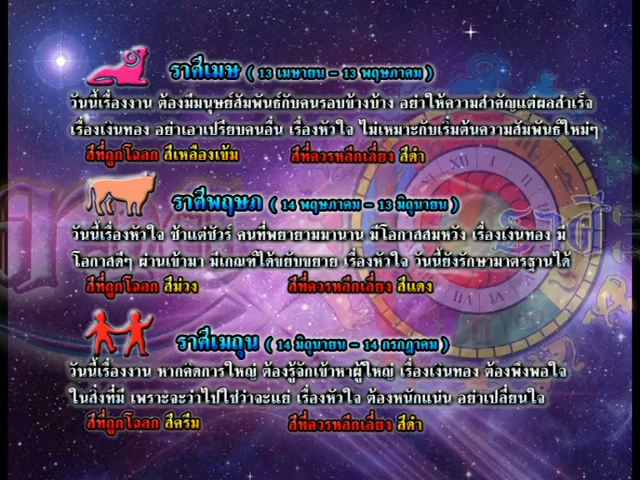 ราศีเมษ ( 13 เมษายน - 13 พฤษภาคม )
วันนี้เรื่องงาน ต้องมีมนุษย์สัมพันธ์กับคนรอบข้างบ้าง อย่าให้ความสำคัญแต่ผลสำเร็จ
เรื่องเงินทอง อย่าเอาเปรียบคนอื่น เรื่องหัวใจ ไม่เหมาะกับเริ่มต้นความสัมพันธ์ใหม่ๆ
สีที่ถูกโฉลก สีเหลืองเข้ม สีที่ควรหลีกเลี่ยง สีดำ
ราศีพฤษภ ( 14 พฤษภาคม - 13 มิถุนายน )
วันนี้เรื่องหัวใจ ช้าแต่ชัวร์ คนที่พยายามมานาน มีโอกาสสมหวัง เรื่องเงินทอง มี
โอกาสดีๆ ผ่านเข้ามา มีเกณฑ์ได้ขยับขยาย เรื่องหัวใจ วันนี้ยังรักษามาตรฐานได้
สีที่ถูกโฉลก สีม่วง สีที่ควรหลีกเลี่ยง สีแดง
ราศีเมถุน ( 14 มิถุนายน - 14 กรกฎาคม )
วันนี้เรื่องงาน หากคิดการใหญ่ ต้องรู้จักเข้าหาผู้ใหญ่ เรื่องเงินทอง ต้องพึงพอใจ
ในสิ่งที่มี เพราะจะว่าไปใช่ว่าจะแย่ เรื่องหัวใจ ต้องหนักแน่น อย่าเปลี่ยนใจ
สีที่ถูกโฉลก สีครีม สีที่ควรหลีกเลี่ยง สีดำ